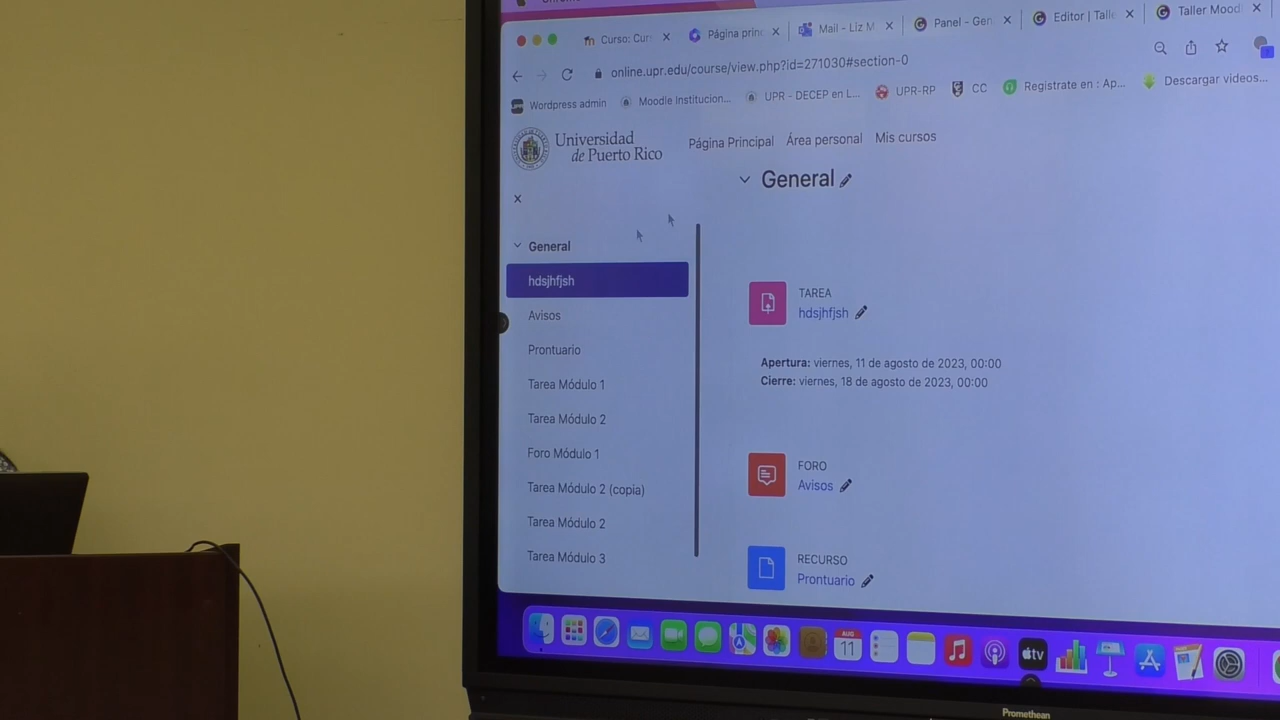 Curso: Cur
Página prin
Mail - Liz M
Panel - Gen
Editor | Tall
Taller Mood
online.upr.edu/course/view.php?id=271030#section-0
Wordpress admin
Moodle Institucion...
UPR - DECEP en L...
UPR-RP
CC
Registrate en : Ap...
Descargar videos...
Universidad
de Puerto Rico
Página Principal
Área personal
Mis cursos
General
General
hdsjhfjsh
Avisos
Prontuario
Tarea Módulo 1
Tarea Módulo 2
Foro Módulo 1
Tarea Módulo 2 (copia)
Tarea Módulo 2
Tarea Módulo 3
TAREA
hdsjhfjsh
Apertura: viernes, 11 de agosto de 2023, 00:00
Cierre: viernes, 18 de agosto de 2023, 00:00
FORO
Avisos
RECURSO
Prontuario
AUG
11
tv
Promethean